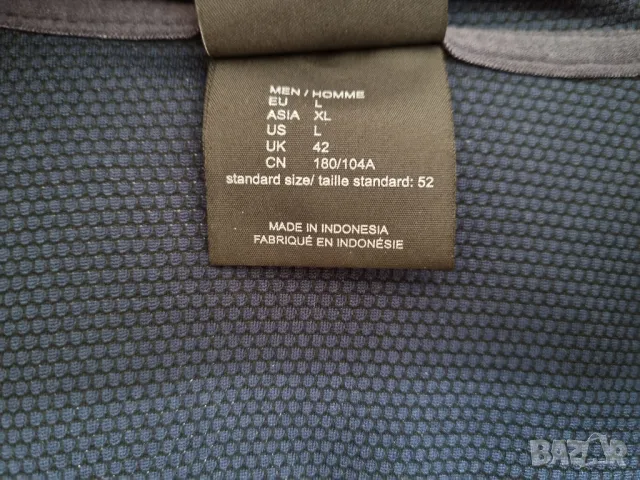 MEN / HOMME
EU L
ASIA XL
US L
UK 42
CN 180/104A
standard size/ taille standard: 52
MADE IN INDONESIA
FABRIQUÉ EN INDONÉSIE
BAZAR